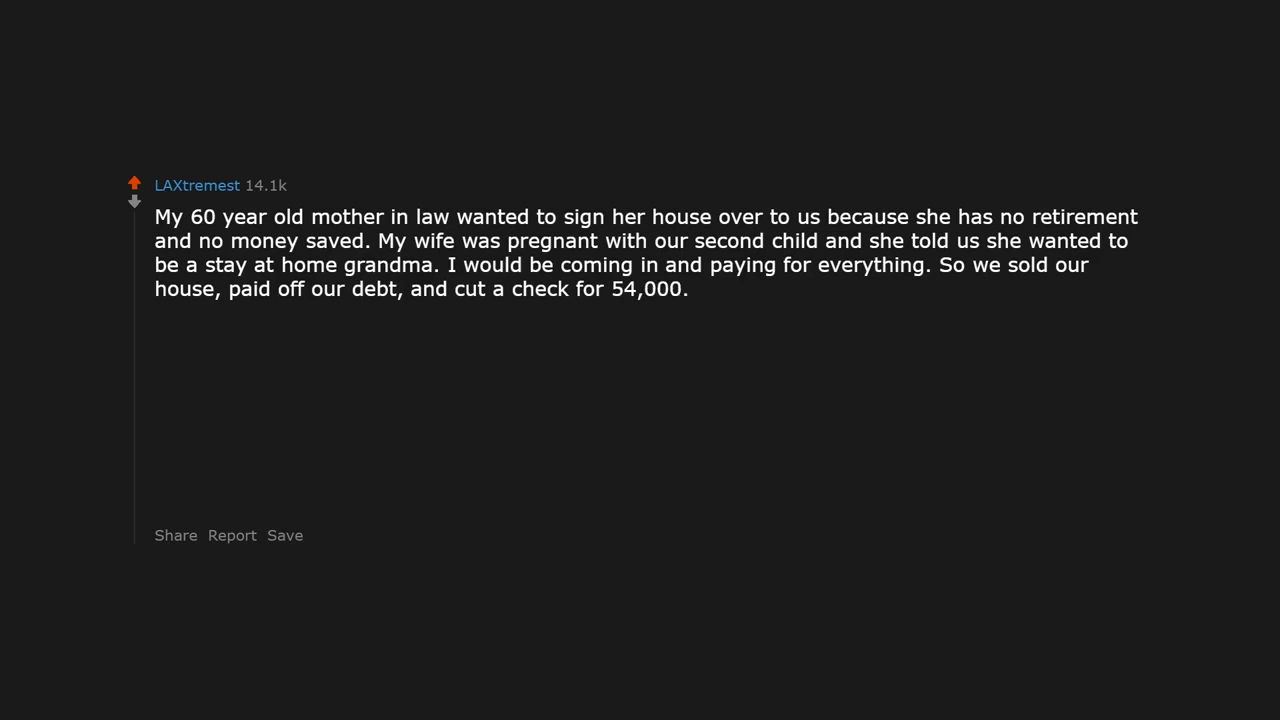 LAXtremest 14.1k
My 60 year old mother in law wanted to sign her house over to us because she has no retirement
and no money saved. My wife was pregnant with our second child and she told us she wanted to
be a stay at home grandma. I would be coming in and paying for everything. So we sold our
house, paid off our debt, and cut a check for 54,000.
Share Report Save